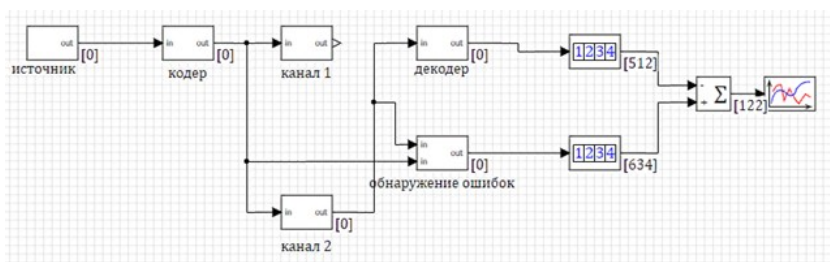 out
[0]
источник
in out
[0]
кодер
in out
канал 1
in out
[0]
декодер
1234
[512]
-
+
Σ
[122]
in
in
out
[0]
обнаружение ошибок
1234
[634]
in out
[0]
канал 2